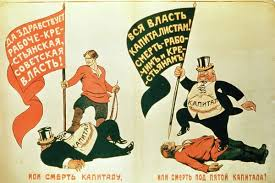 ДА ЗДРАВСТВУЕТ
РАБОЧЕ-КРЕ-
СТЬЯНСКАЯ,
СОВЕТСКАЯ
ВЛАСТЬ!
КАПИТАЛ
ИЛИ СМЕРТЬ КАПИТАЛУ,
ВСЯ ВЛАСТЬ
КАПИТАЛИСТАМ!
СМЕРТЬ РАБО-
ЧИМ И КРЕ-
СТЬЯНАМ!
КАПИТАЛ
ИЛИ СМЕРТЬ ПОД ПЯТОЙ КАПИТАЛА!